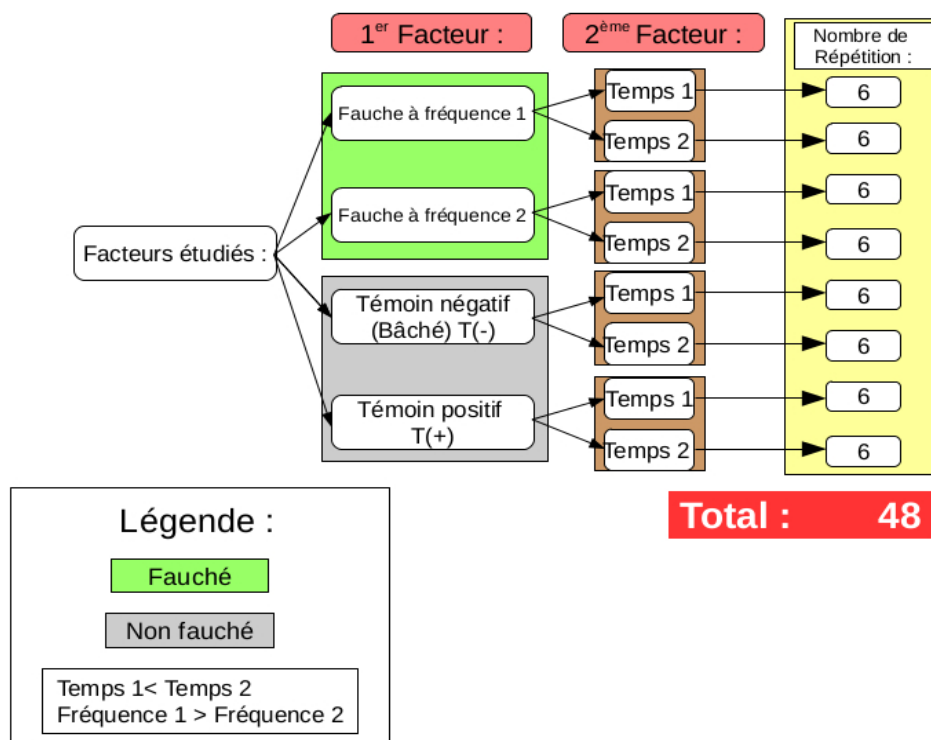 1er Facteur :
2ème Facteur :
Nombre de
Répétition :
Facteurs étudiés :
Fauche à fréquence 1
Temps 1
6
Temps 2
6
Fauche à fréquence 2
Temps 1
6
Temps 2
6
Témoin négatif
(Bâché) T(-)
Temps 1
6
Temps 2
6
Témoin positif
T(+)
Temps 1
6
Temps 2
6
Total : 48
Légende :
Fauché
Non fauché
Temps 1< Temps 2
Fréquence 1 > Fréquence 2